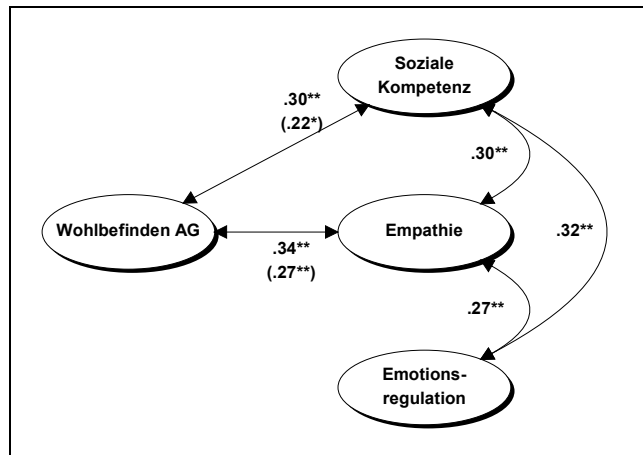 Soziale
Kompetenz
.30**
(.22*)
.30**
Wohlbefinden AG
Empathie
.32**
.34**
(.27**)
.27**
Emotions-
regulation